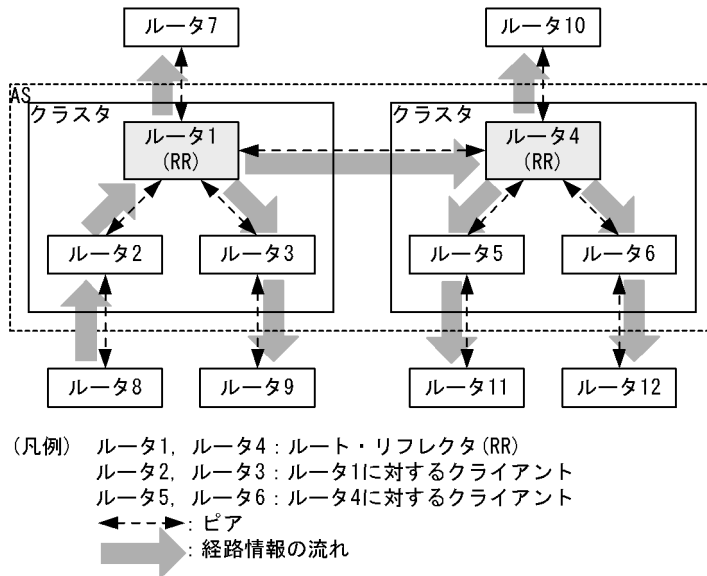 ルータ7
ルータ10
AS
クラスタ
クラスタ
ルータ1
(RR)
ルータ4
(RR)
ルータ2
ルータ3
ルータ5
ルータ6
ルータ8
ルータ9
ルータ11
ルータ12
(凡例) ルータ1, ルータ4:ルート・リフレクタ(RR)
ルータ2, ルータ3:ルータ1に対するクライアント
ルータ5, ルータ6:ルータ4に対するクライアント
:ピア
:経路情報の流れ